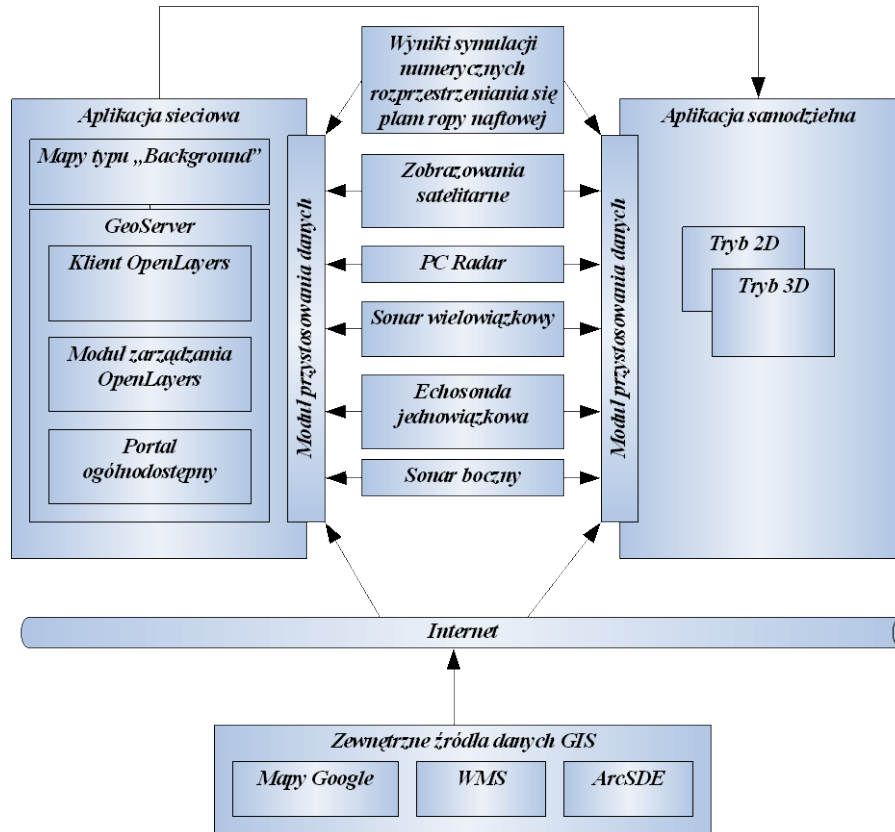 Wyniki symulacji
numerycznych
rozprzestrzeniania się
plam ropy naftowej
Aplikacja sieciowa
Mapy typu „Background”
GeoServer
Klient OpenLayers
Moduł zarządzania
OpenLayers
Portal
ogólnodostępny
Moduł przystosowania danych
Zobrazowania
satelitarne
PC Radar
Sonar wielowiązkowy
Echosonda
jednowiązkowa
Sonar boczny
Moduł przystosowania danych
Aplikacja samodzielna
Tryb 2D
Tryb 3D
Internet
Zewnętrzne źródła danych GIS
Mapy Google
WMS
ArcSDE